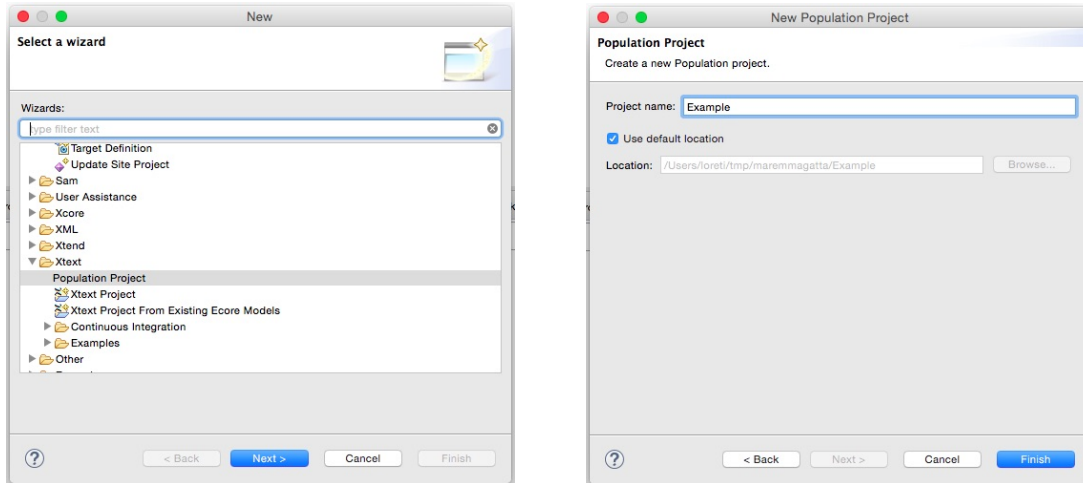 New
Select a wizard
Wizards:
type filter text
Target Definition
Update Site Project
Sam
User Assistance
Xcore
XML
Xtend
Xtext
Population Project
Xtext Project
Xtext Project From Existing Ecore Models
Continuous Integration
Examples
Other
?
< Back
Next >
Cancel
Finish
New Population Project
Population Project
Create a new Population project.
Project name: Example
Use default location
Location: /Users/loreti/tmp/maremmagatta/Example
Browse...
?
< Back
Next >
Cancel
Finish